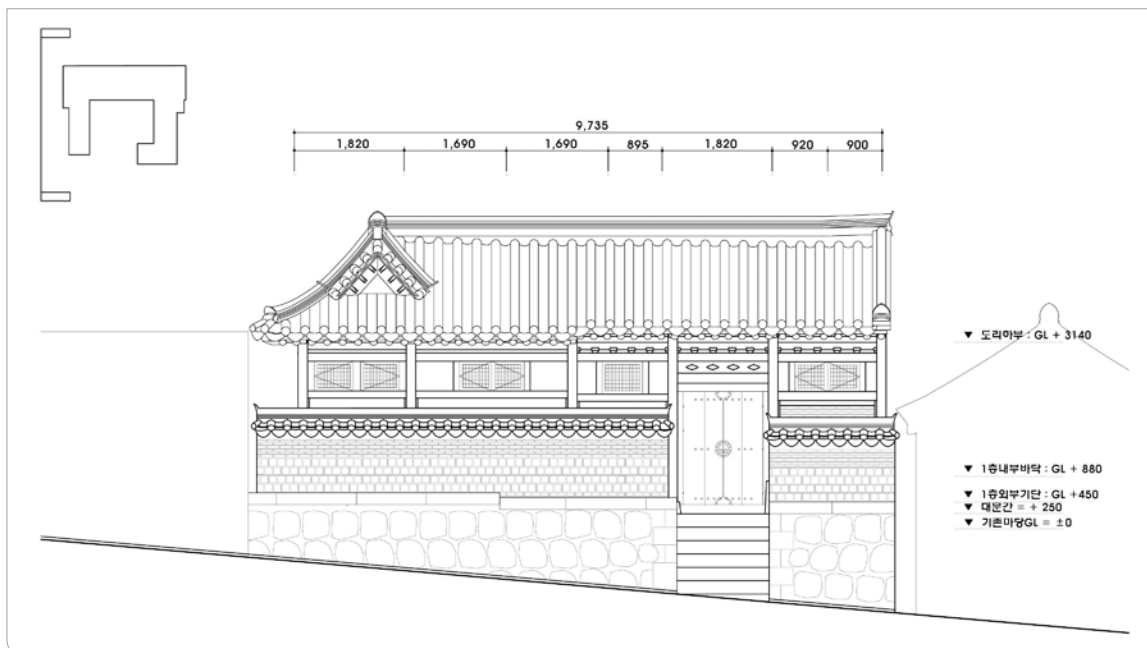 9,735
1,820 1,690 1,690 895 1,820 920 900
▼ 도리하부 : GL + 3140
▼ 1층내부바닥 : GL + 880
▼ 1층외부기단 : GL +450
▼ 대문간 = + 250
▼ 기존마당GL = ±0